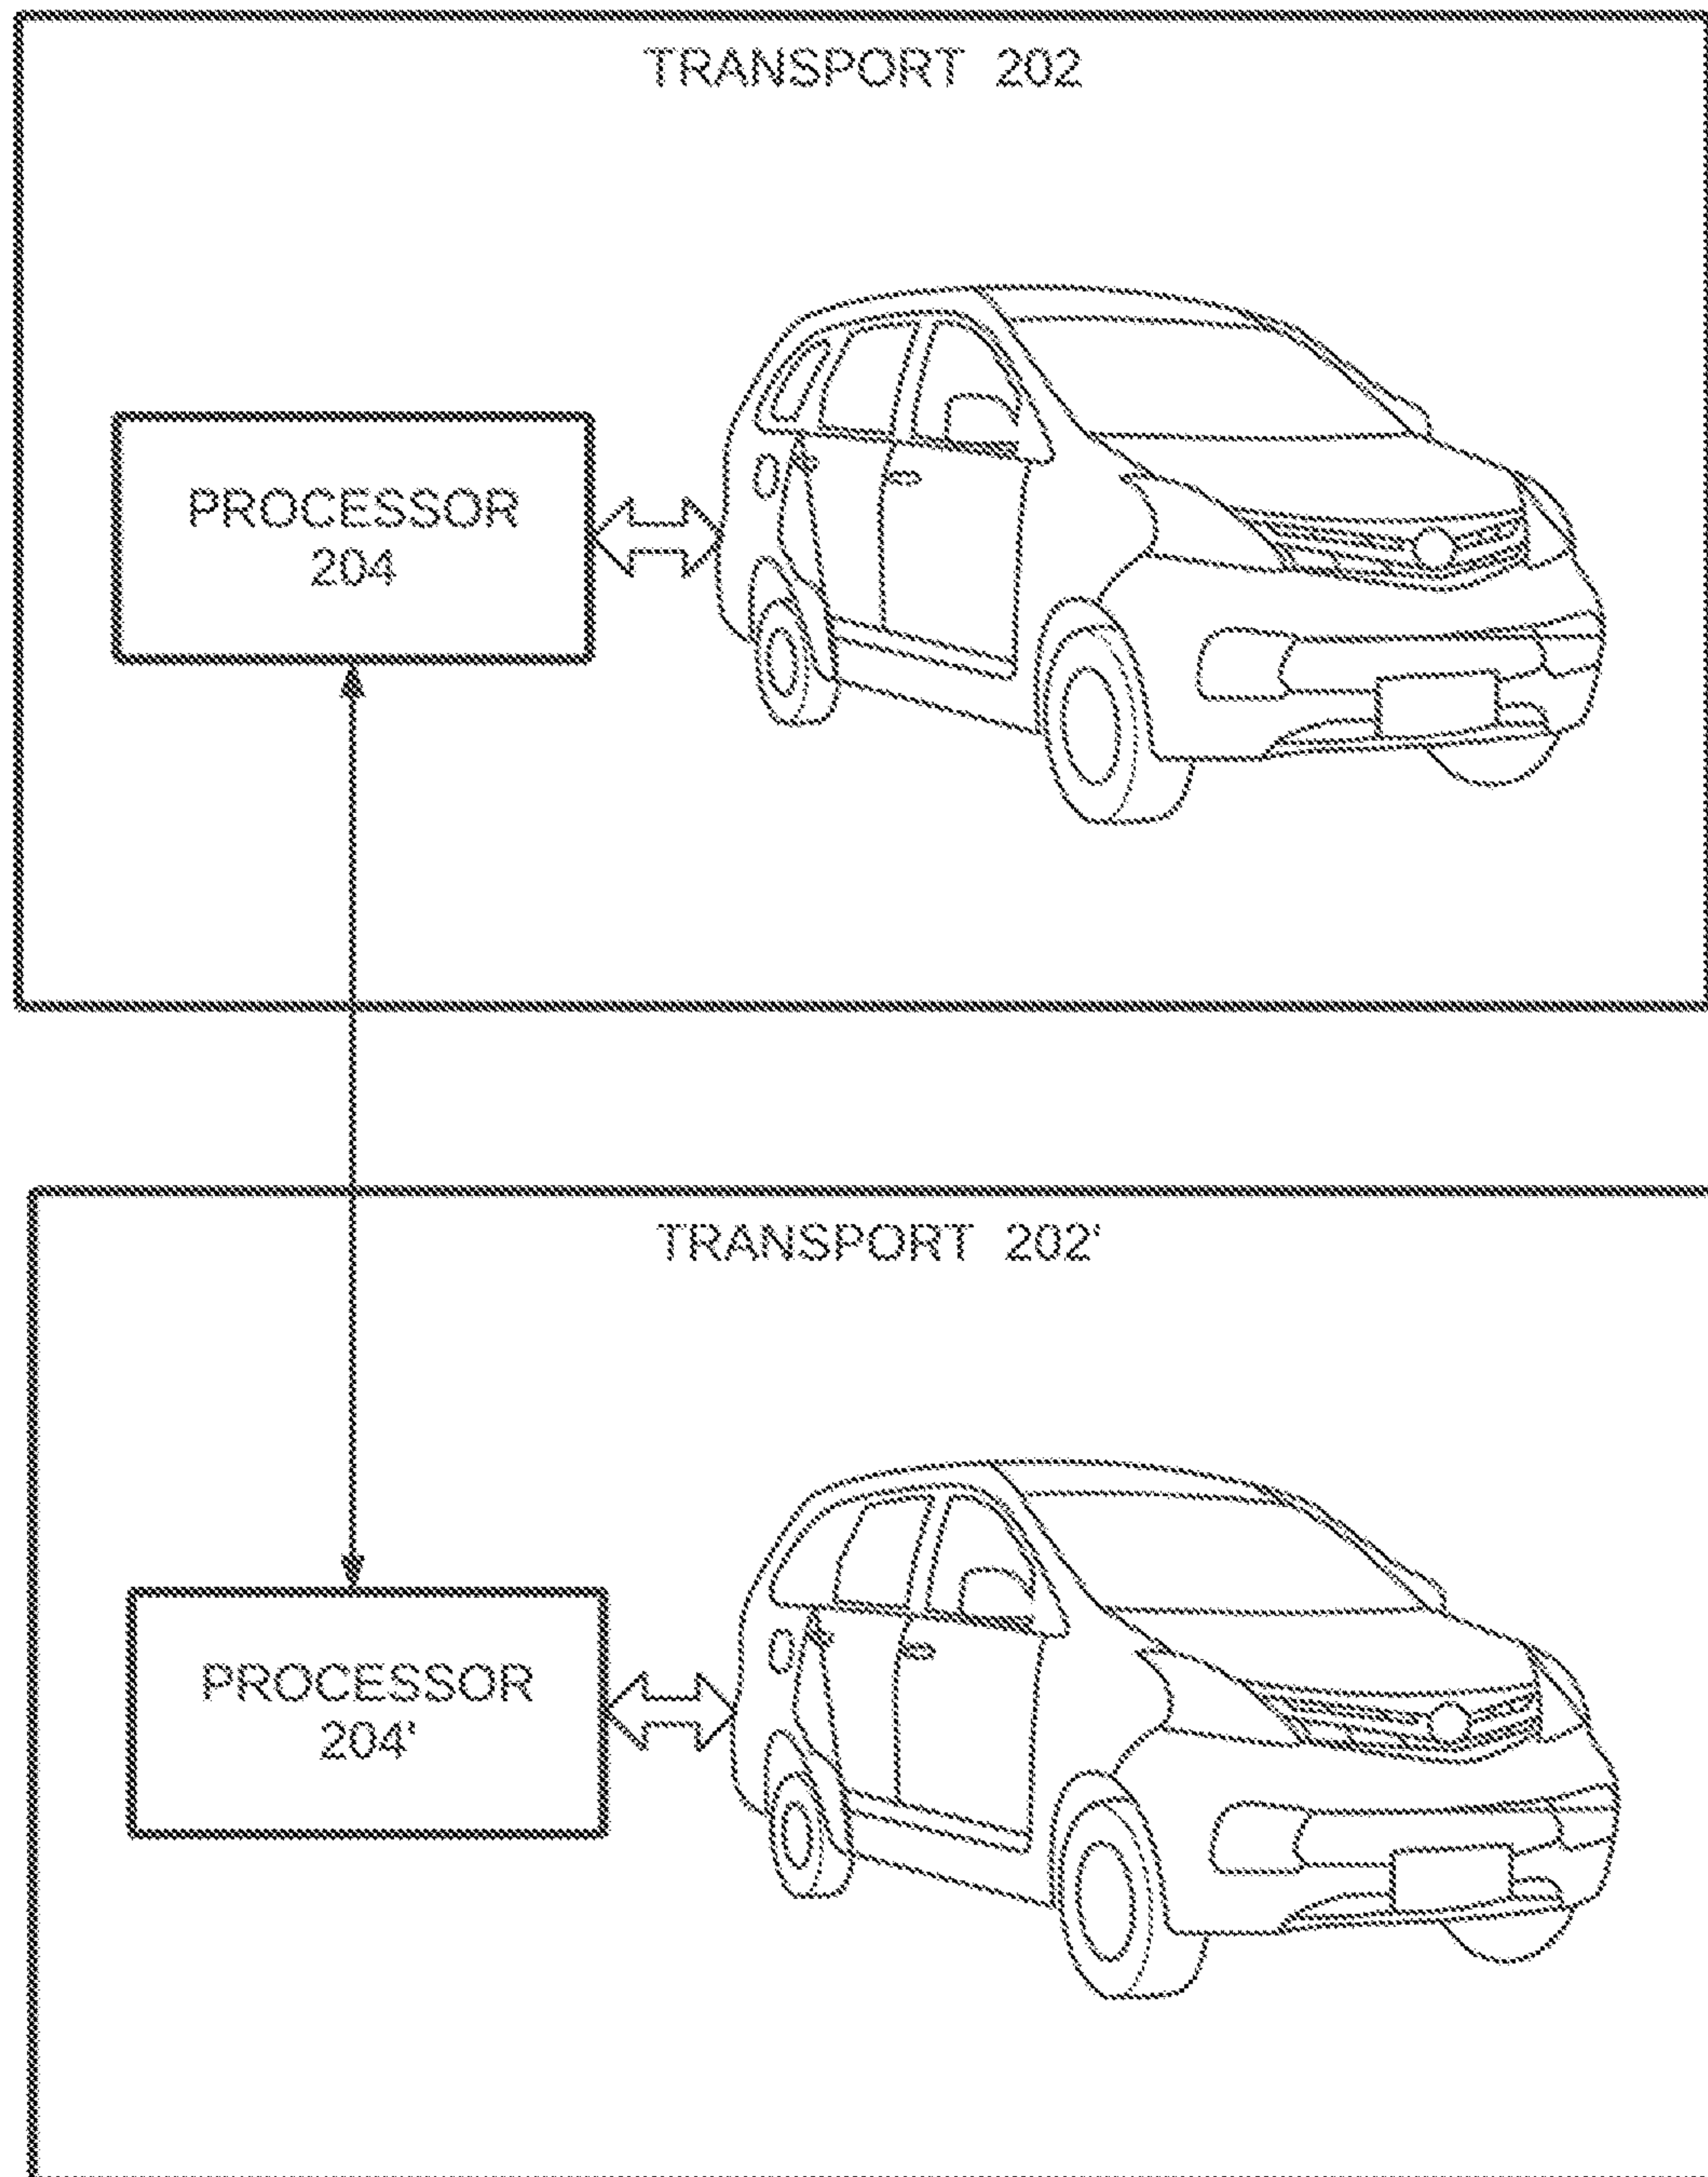 TRANSPORT 202
PROCESSOR
204
TRANSPORT 202'
PROCESSOR
204'